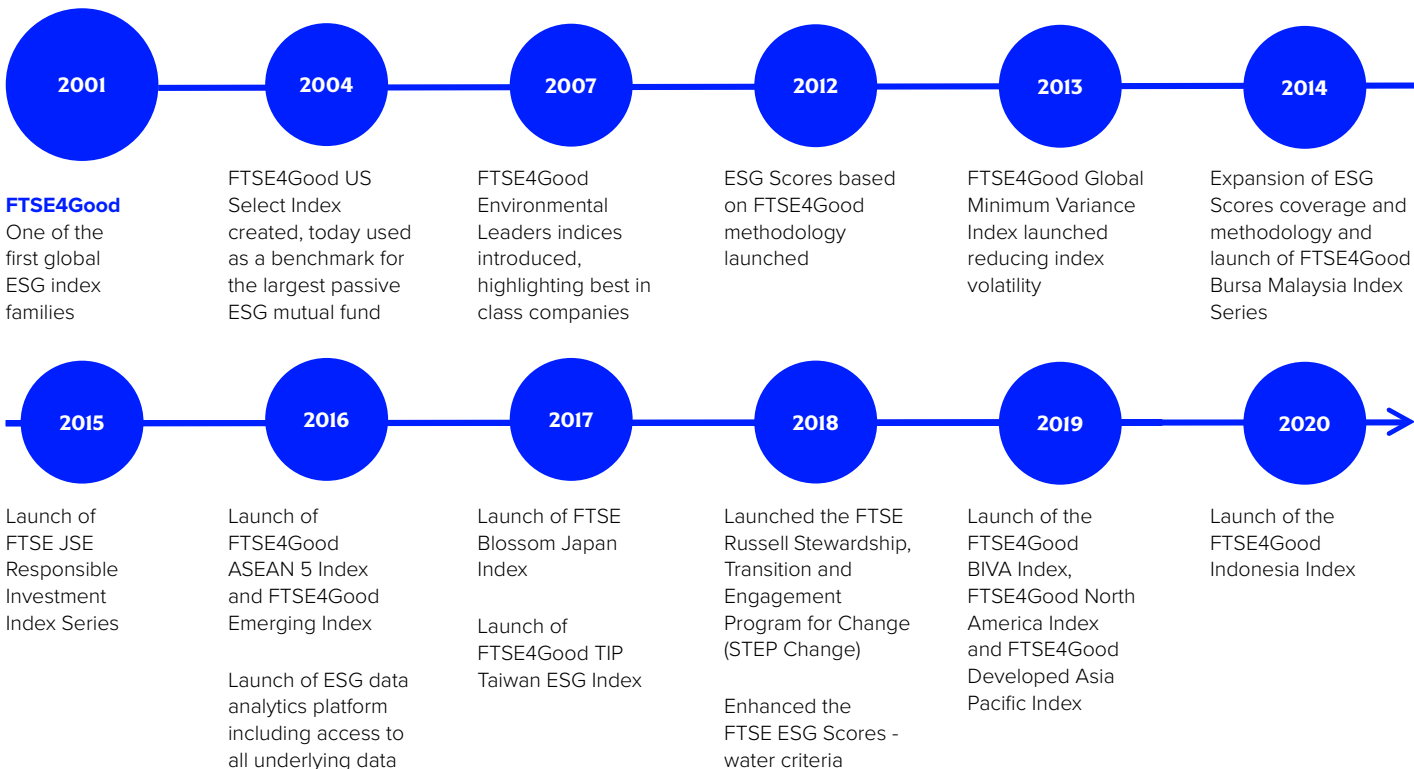 2001
2004
2007
2012
2013
2014
FTSE4Good
One of the
first global
ESG index
families
FTSE4Good US
Select Index
created, today used
as a benchmark for
the largest passive
ESG mutual fund
FTSE4Good
Environmental
Leaders indices
introduced,
highlighting best in
class companies
ESG Scores based
on FTSE4Good
methodology
launched
FTSE4Good Global
Minimum Variance
Index launched
reducing index
volatility
Expansion of ESG
Scores coverage and
methodology and
launch of FTSE4Good
Bursa Malaysia Index
Series
2015
2016
2017
2018
2019
2020
Launch of
FTSE JSE
Responsible
Investment
Index Series
Launch of
FTSE4Good
ASEAN 5 Index
and FTSE4Good
Emerging Index
Launch of ESG data
analytics platform
including access to
all underlying data
Launch of FTSE
Blossom Japan
Index
Launch of
FTSE4Good TIP
Taiwan ESG Index
Launched the FTSE
Russell Stewardship,
Transition and
Engagement
Program for Change
(STEP Change)
Enhanced the
FTSE ESG Scores -
water criteria
Launch of the
FTSE4Good
BIVA Index,
FTSE4Good North
America Index
and FTSE4Good
Developed Asia
Pacific Index
Launch of the
FTSE4Good
Indonesia Index